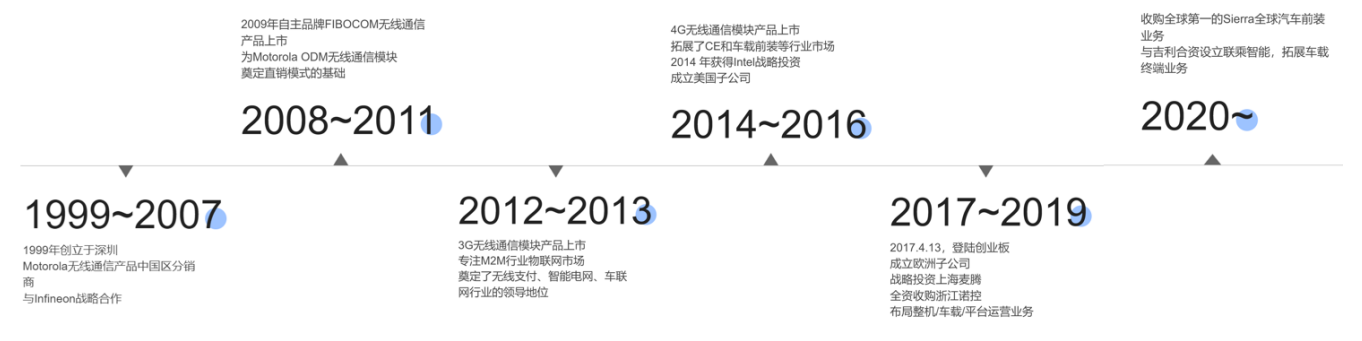 1999~2007
1999年创立于深圳
Motorola无线通信产品中国区分销
商
与Infineon战略合作
2009年自主品牌FIBOCOM无线通信
产品上市
为Motorola ODM无线通信模块
奠定直销模式的基础
2008~2011
2012~2013
3G无线通信模块产品上市
专注M2M行业物联网市场
奠定了无线支付、智能电网、车联
网行业的领导地位
4G无线通信模块产品上市
拓展了CE和车载前装等行业市场
2014 年获得Intel战略投资
成立美国子公司
2014~2016
2017~2019
2017.4.13，登陆创业板
成立欧洲子公司
战略投资上海麦腾
全资收购浙江诺控
布局整机/车载/平台运营业务
收购全球第一的Sierra全球汽车前装
业务
与吉利合资设立联乘智能，拓展车载
终端业务
2020~